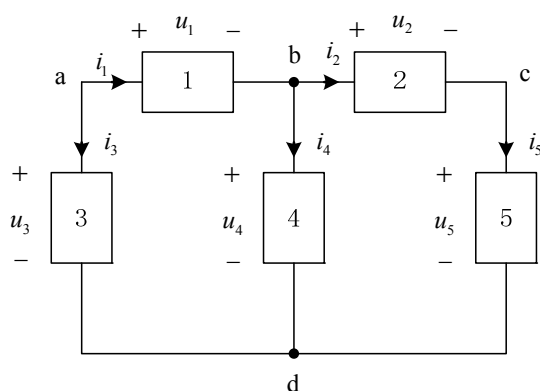 + u₁ − b + u₂ −
a i₁ 1 i₂ 2 c
i₃ i₄ i₅
+ + +
u₃ 3 u₄ 4 u₅ 5
− − −
d